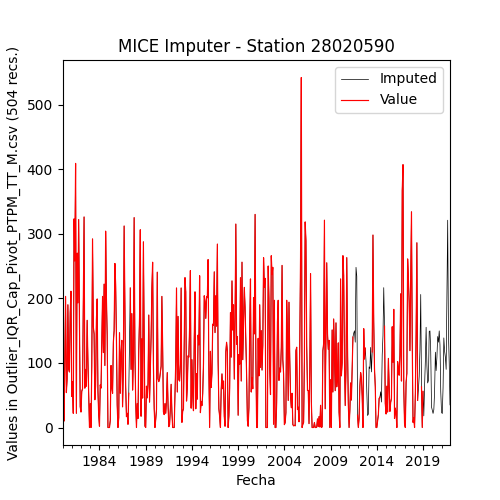 MICE Imputer - Station 28020590
Imputed
Value
Values in Outlier_IQR_Cap_Pivot_PTPM_TT_M.csv (504 recs.)
500
400
300
200
100
0
1984 1989 1994 1999 2004 2009 2014 2019
Fecha